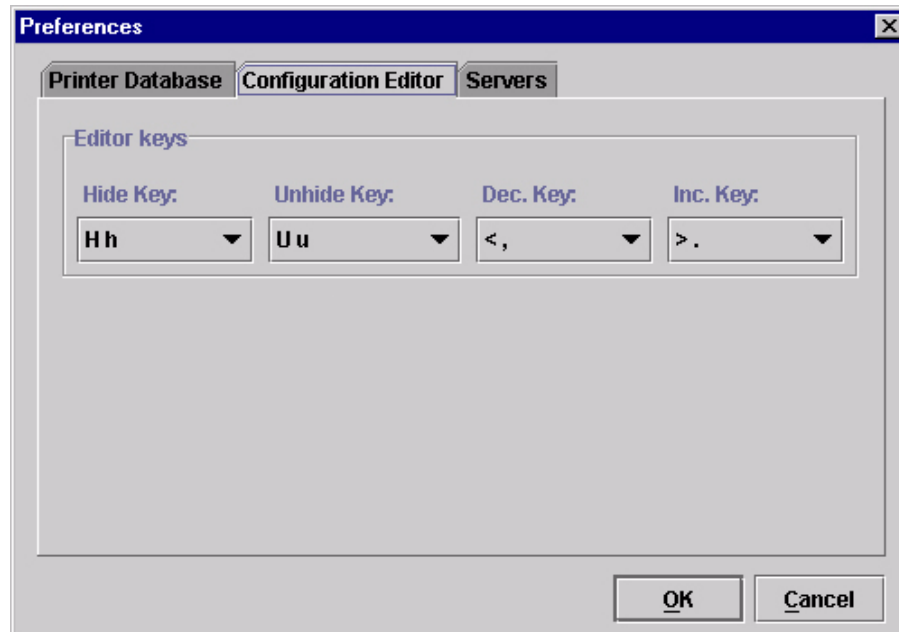 Preferences
Printer Database Configuration Editor Servers
Editor keys
Hide Key: Unhide Key: Dec. Key: Inc. Key:
H h U u < , > .
OK Cancel